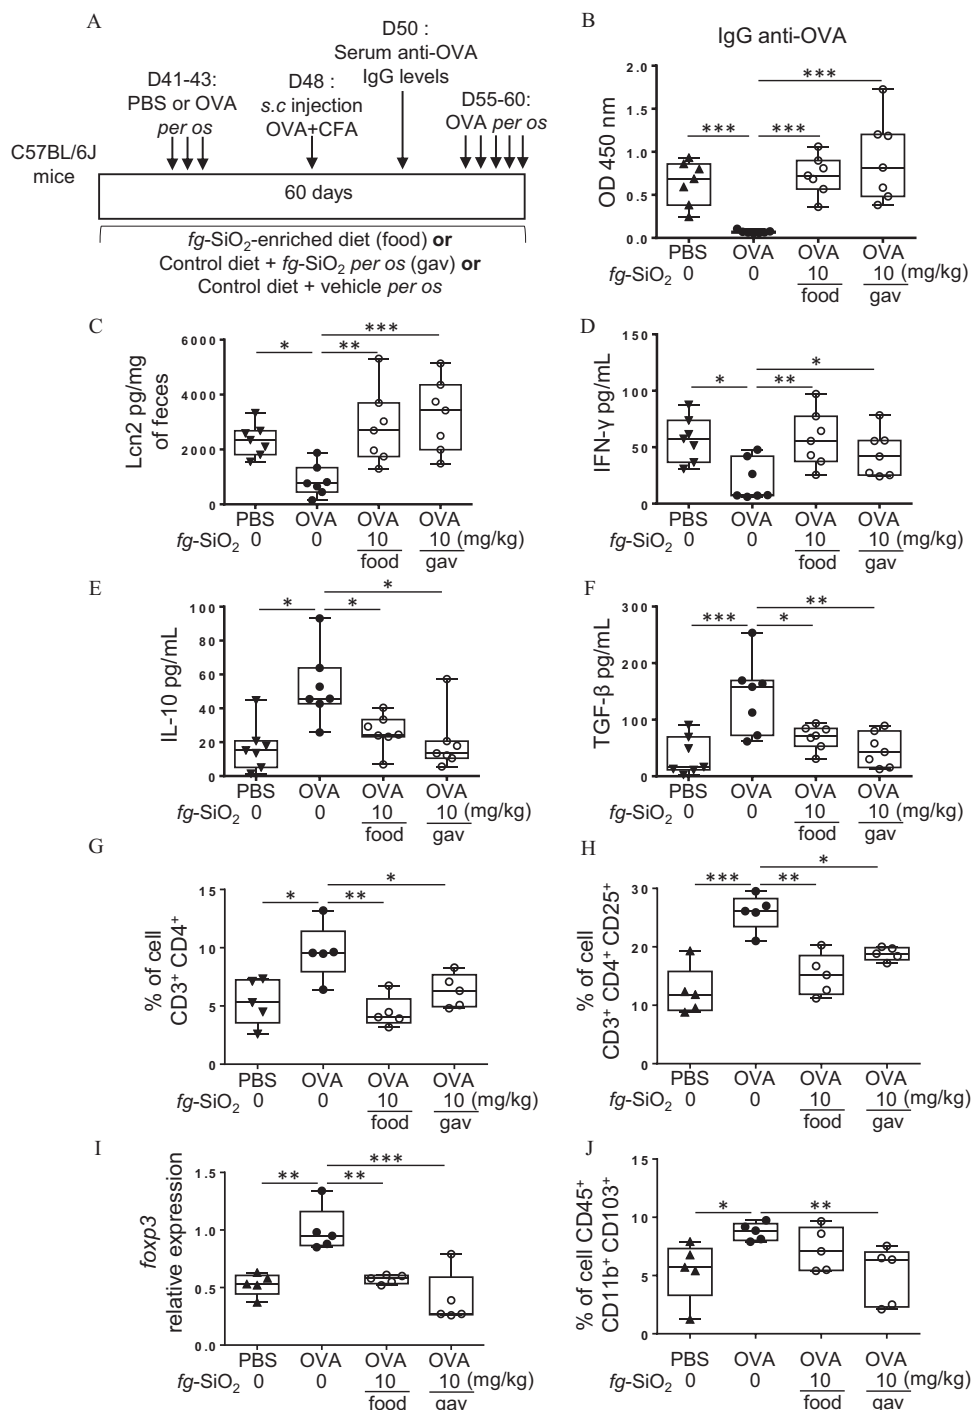 A
D41-43:
PBS or OVA
per os
D48 :
s.c injection
OVA+CFA
D50 :
Serum anti-OVA
IgG levels
D55-60:
OVA per os
C57BL/6J
mice
60 days
fg-SiO₂-enriched diet (food) or
Control diet + fg-SiO₂ per os (gav) or
Control diet + vehicle per os
B
IgG anti-OVA
OD 450 nm
2.0
1.5
1.0
0.5
0.0
*** *** ***
PBS OVA OVA OVA
fg-SiO₂ 0 0 10 10 (mg/kg)
food gav
C
Lcn2 pg/mg
of feces
6000
4000
2000
0
* ** ***
PBS OVA OVA OVA
fg-SiO₂ 0 0 10 10 (mg/kg)
food gav
D
IFN-γ pg/mL
150
100
50
0
* ** *
PBS OVA OVA OVA
fg-SiO₂ 0 0 10 10 (mg/kg)
food gav
E
IL-10 pg/mL
100
80
60
40
20
0
* * *
PBS OVA OVA OVA
fg-SiO₂ 0 0 10 10 (mg/kg)
food gav
F
TGF-β pg/mL
300
200
100
0
*** * **
PBS OVA OVA OVA
fg-SiO₂ 0 0 10 10 (mg/kg)
food gav
G
% of cell
CD3⁺ CD4⁺
15
10
5
0
* ** *
PBS OVA OVA OVA
fg-SiO₂ 0 0 10 10 (mg/kg)
food gav
H
% of cell
CD3⁺ CD4⁺ CD25⁺
30
20
10
0
*** ** *
PBS OVA OVA OVA
fg-SiO₂ 0 0 10 10 (mg/kg)
food gav
I
foxp3
relative expression
1.5
1.0
0.5
0.0
** ** ***
PBS OVA OVA OVA
fg-SiO₂ 0 0 10 10 (mg/kg)
food gav
J
% of cell CD45⁺
CD11b⁺ CD103⁺
15
10
5
0
* **
PBS OVA OVA OVA
fg-SiO₂ 0 0 10 10 (mg/kg)
food gav